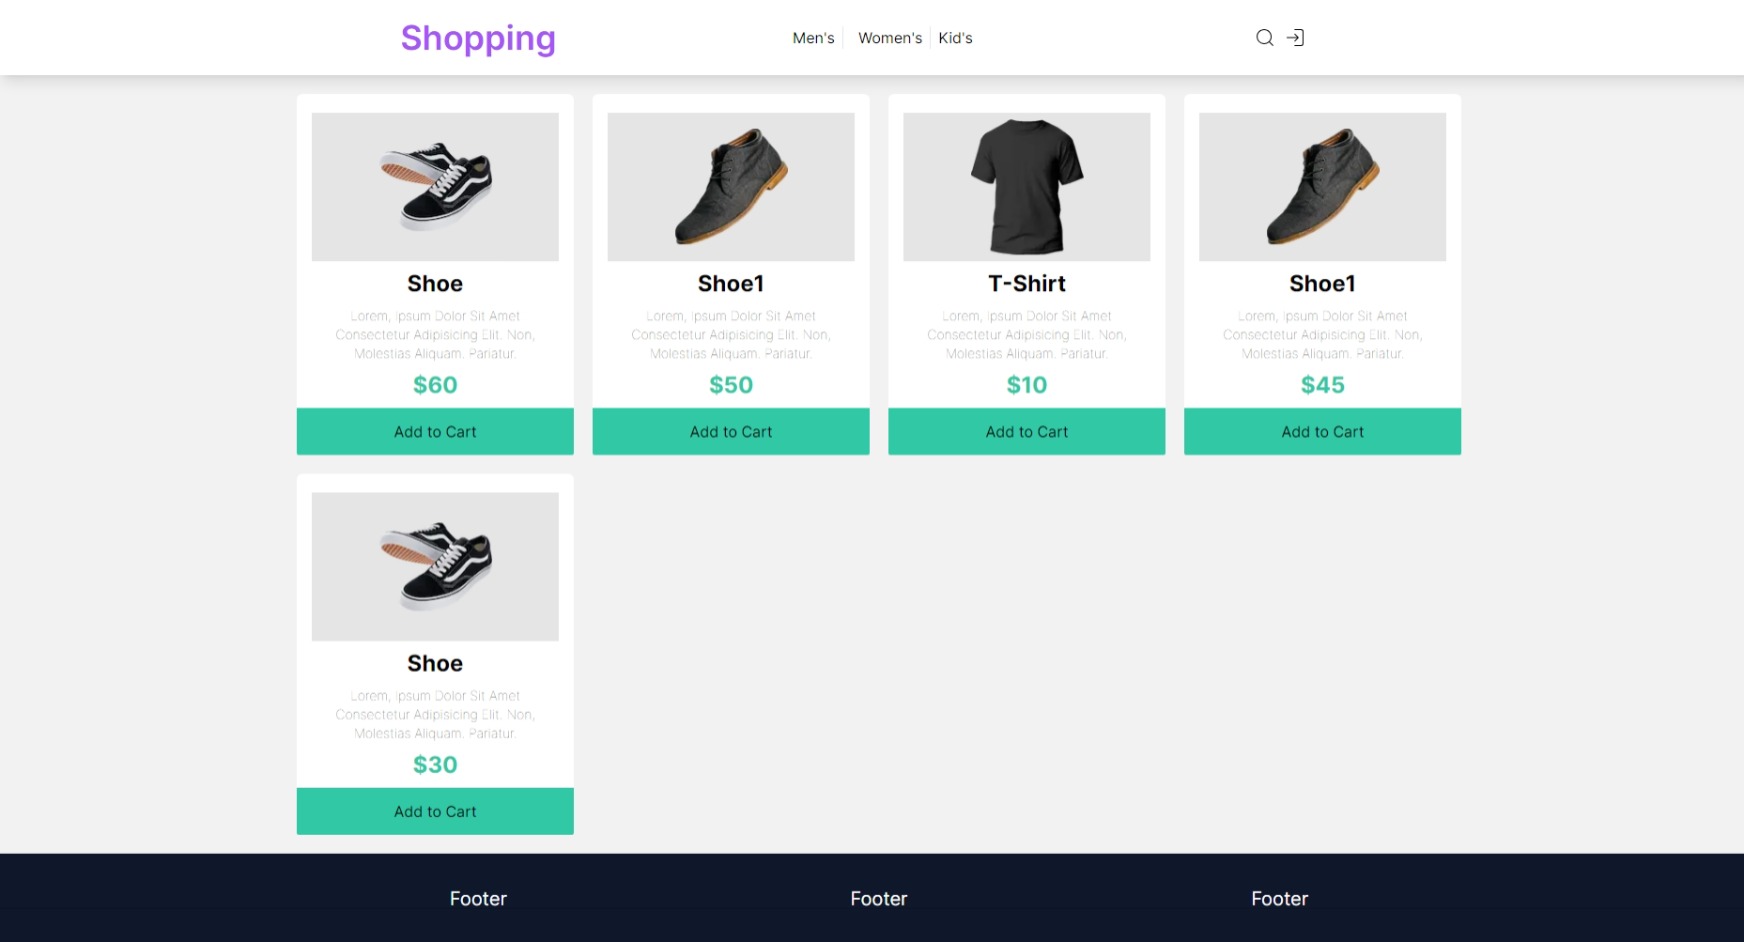 Shopping
Men's
Women's
Kid's
Shoe
Lorem, Ipsum Dolor Sit Amet
Consectetur Adipisicing Elit. Non,
Molestias Aliquam. Pariatur.
$60
Add to Cart
Shoe1
Lorem, Ipsum Dolor Sit Amet
Consectetur Adipisicing Elit. Non,
Molestias Aliquam. Pariatur.
$50
Add to Cart
T-Shirt
Lorem, Ipsum Dolor Sit Amet
Consectetur Adipisicing Elit. Non,
Molestias Aliquam. Pariatur.
$10
Add to Cart
Shoe1
Lorem, Ipsum Dolor Sit Amet
Consectetur Adipisicing Elit. Non,
Molestias Aliquam. Pariatur.
$45
Add to Cart
Shoe
Lorem, Ipsum Dolor Sit Amet
Consectetur Adipisicing Elit. Non,
Molestias Aliquam. Pariatur.
$30
Add to Cart
Footer
Footer
Footer